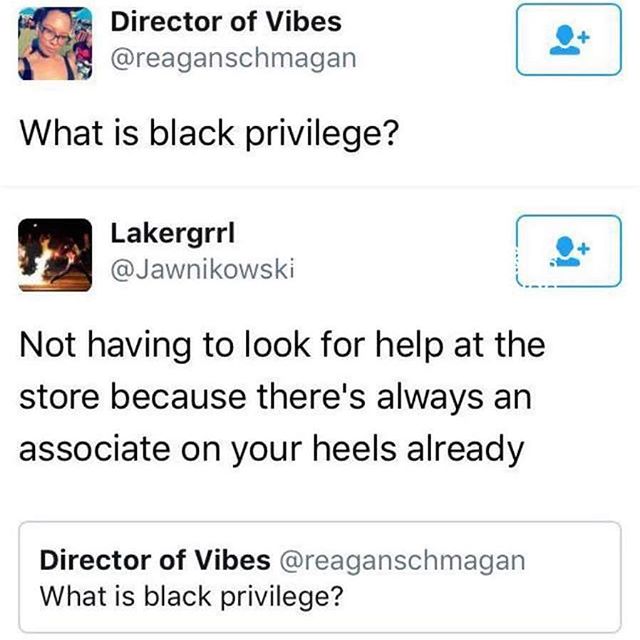 Director of Vibes
@reaganschmagan
What is black privilege?
Lakergrrl
@Jawnikowski
Not having to look for help at the
store because there's always an
associate on your heels already
Director of Vibes @reaganschmagan
What is black privilege?